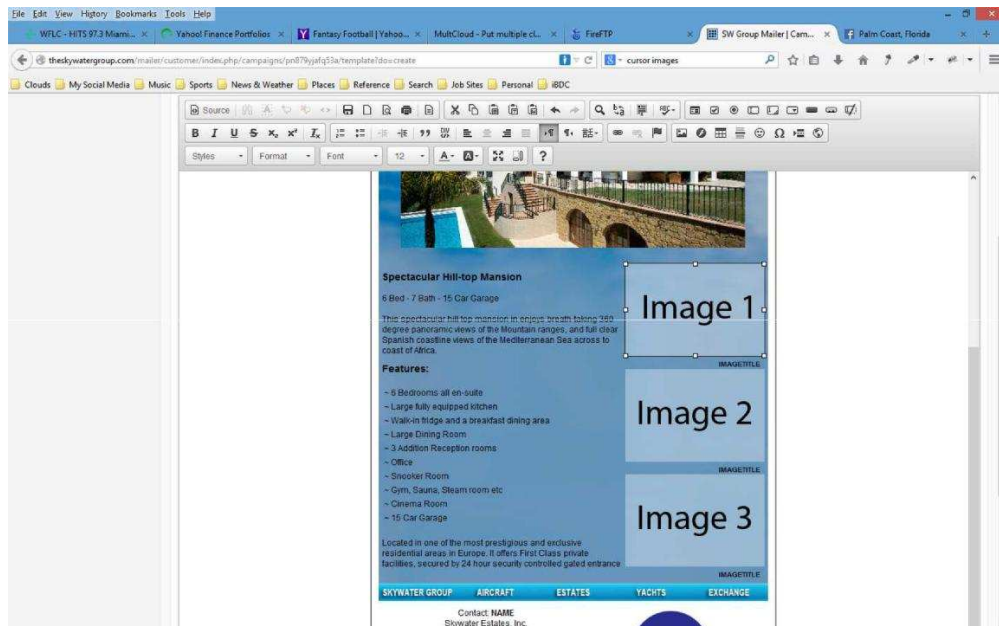 File Edit View History Bookmarks Tools Help
WFLC - HITS 97.3 Miami...
Yahoo! Finance Portfolios
Fantasy Football | Yahoo...
MultCloud - Put multiple cl...
FireFTP
SW Group Mailer | Cam...
Palm Coast, Florida
theskywatergroup.com/mailer/customer/index.php/campaigns/pn879yjafq53a/template?do=create
cursor images
Clouds My Social Media Music Sports News & Weather Places Reference Search Job Sites Personal iBDC
Source
B I U S x₂ x² Iₓ
Styles Format Font 12 A A ?
Spectacular Hill-top Mansion
6 Bed - 7 Bath - 15 Car Garage
This spectacular hill top mansion in enjoys breath taking 360
degree panoramic views of the Mountain ranges, and full clear
Spanish coastline views of the Mediterranean Sea across to
coast of Africa.
Features:
~ 6 Bedrooms all en-suite
~ Large fully equipped kitchen
~ Walk-in fridge and a breakfast dining area
~ Large Dining Room
~ 3 Addition Reception rooms
~ Office
~ Snooker Room
~ Gym, Sauna, Steam room etc
~ Cinema Room
~ 15 Car Garage
Located in one of the most prestigious and exclusive
residential areas in Europe. It offers First Class private
facilities, secured by 24 hour security controlled gated entrance
Image 1
IMAGETITLE
Image 2
IMAGETITLE
Image 3
IMAGETITLE
SKYWATER GROUP AIRCRAFT ESTATES YACHTS EXCHANGE
Contact: NAME
Skywater Estates, Inc.